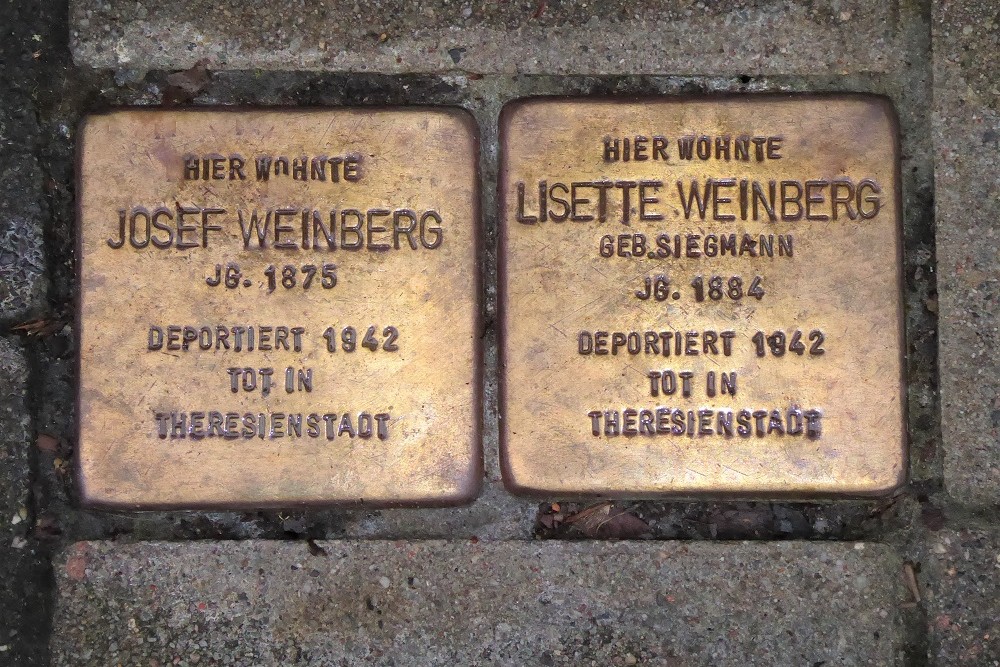 HIER WOHNTE
JOSEF WEINBERG
JG. 1875
DEPORTIERT 1942
TOT IN
THERESIENSTADT
HIER WOHNTE
LISETTE WEINBERG
GEB. SIEGMANN
JG. 1884
DEPORTIERT 1942
TOT IN
THERESIENSTADT